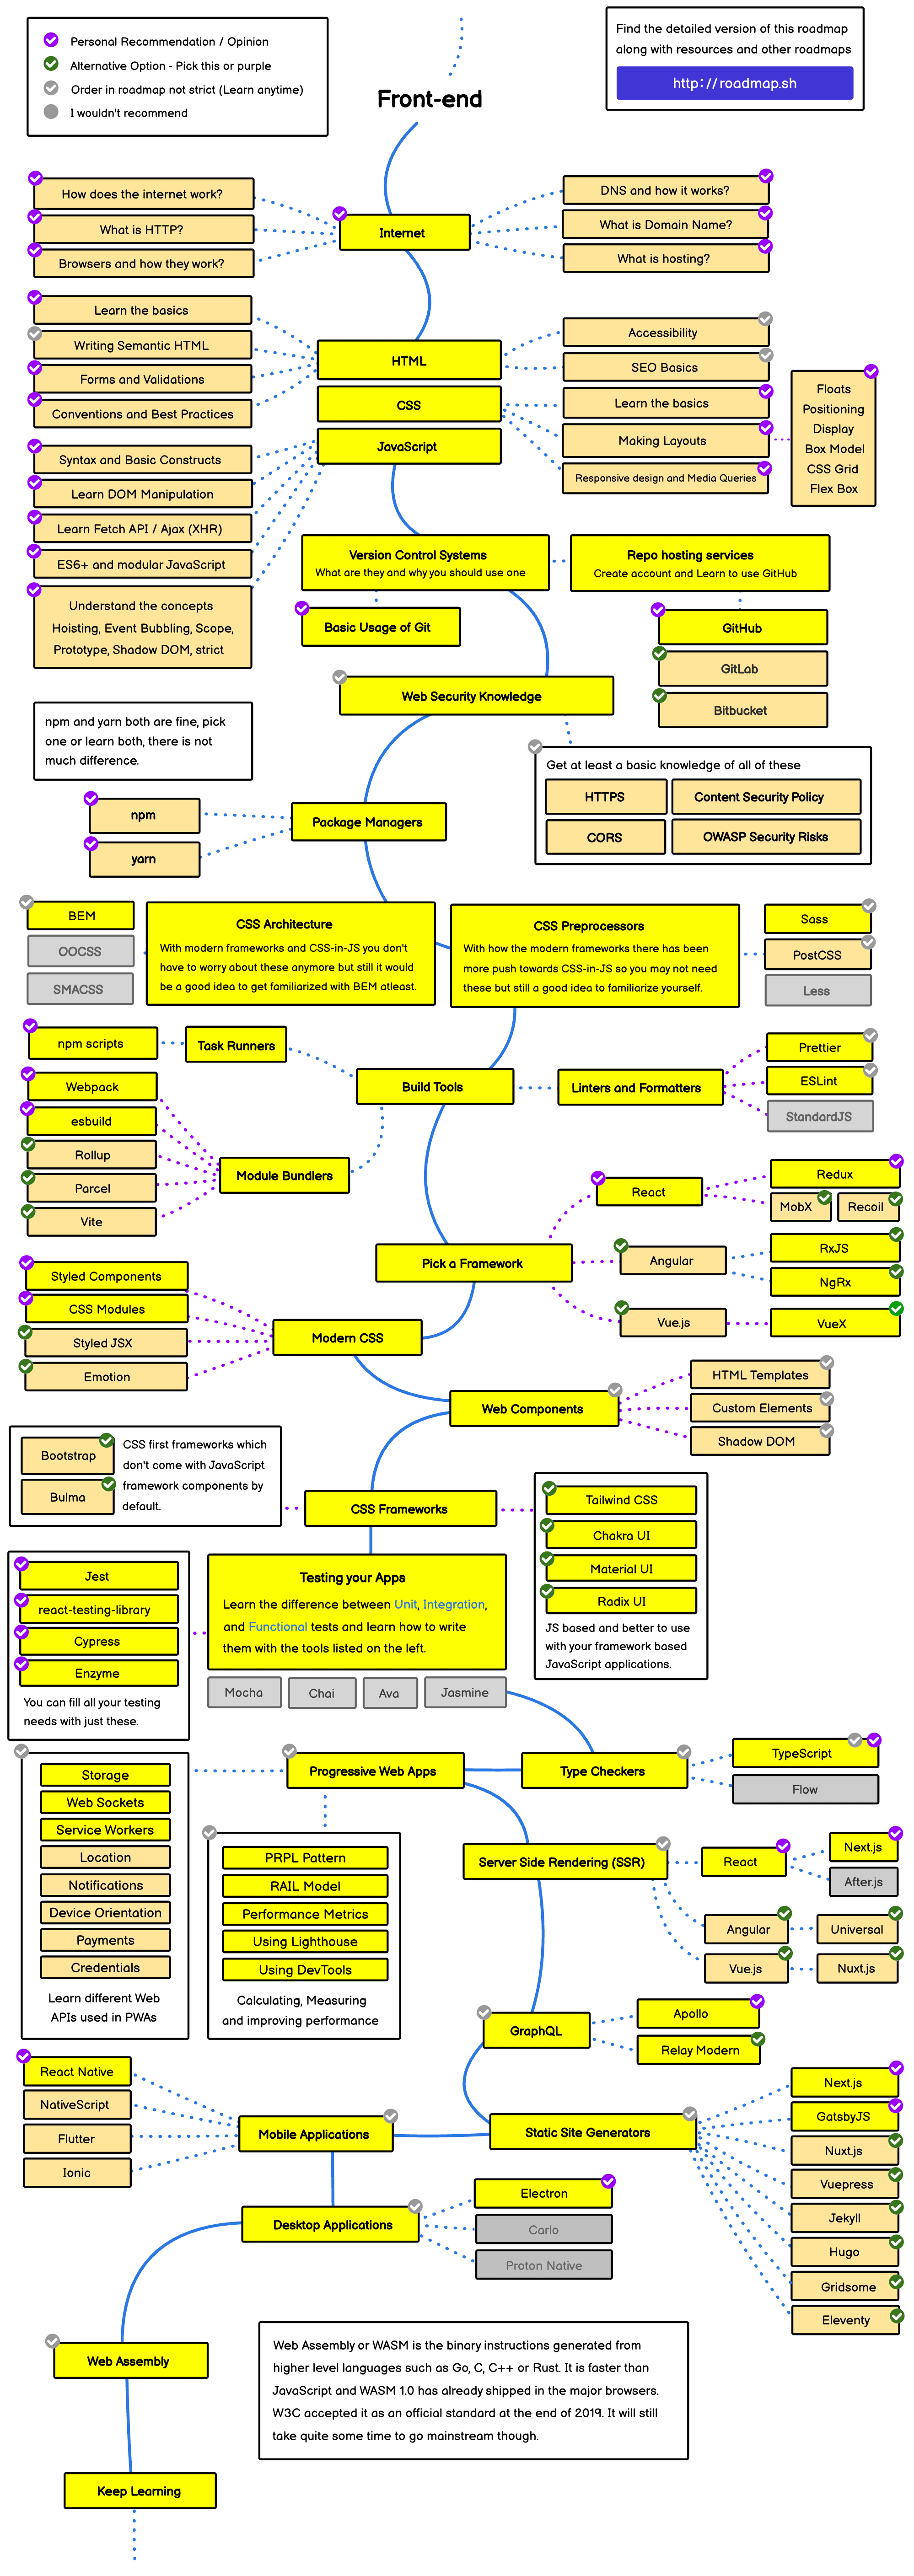 Personal Recommendation / Opinion
Alternative Option - Pick this or purple
Order in roadmap not strict (Learn anytime)
I wouldn't recommend
Find the detailed version of this roadmap
along with resources and other roadmaps
http://roadmap.sh
Front-end
How does the internet work?
What is HTTP?
Browsers and how they work?
Internet
DNS and how it works?
What is Domain Name?
What is hosting?
Learn the basics
Writing Semantic HTML
Forms and Validations
Conventions and Best Practices
HTML
CSS
JavaScript
Accessibility
SEO Basics
Learn the basics
Making Layouts
Responsive design and Media Queries
Floats
Positioning
Display
Box Model
CSS Grid
Flex Box
Syntax and Basic Constructs
Learn DOM Manipulation
Learn Fetch API / Ajax (XHR)
ES6+ and modular JavaScript
Understand the concepts
Hoisting, Event Bubbling, Scope,
Prototype, Shadow DOM, strict
Version Control Systems
What are they and why you should use one
Repo hosting services
Create account and Learn to use GitHub
Basic Usage of Git
GitHub
GitLab
Bitbucket
Web Security Knowledge
Get at least a basic knowledge of all of these
HTTPS
Content Security Policy
CORS
OWASP Security Risks
npm and yarn both are fine, pick
one or learn both, there is not
much difference.
npm
yarn
Package Managers
BEM
OOCSS
SMACSS
CSS Architecture
With modern frameworks and CSS-in-JS you don't
have to worry about these anymore but still it would
be a good idea to get familiarized with BEM atleast.
CSS Preprocessors
With how the modern frameworks there has been
more push towards CSS-in-JS so you may not need
these but still a good idea to familiarize yourself.
Sass
PostCSS
Less
npm scripts
Task Runners
Build Tools
Linters and Formatters
Prettier
ESLint
StandardJS
Webpack
esbuild
Rollup
Parcel
Vite
Module Bundlers
Pick a Framework
React
Redux
MobX
Recoil
Angular
RxJS
NgRx
Vue.js
VueX
Styled Components
CSS Modules
Styled JSX
Emotion
Modern CSS
Web Components
HTML Templates
Custom Elements
Shadow DOM
Bootstrap
Bulma
CSS first frameworks which
don't come with JavaScript
framework components by
default.
CSS Frameworks
Tailwind CSS
Chakra UI
Material UI
Radix UI
JS based and better to use
with your framework based
JavaScript applications.
Jest
react-testing-library
Cypress
Enzyme
You can fill all your testing
needs with just these.
Testing your Apps
Learn the difference between Unit, Integration,
and Functional tests and learn how to write
them with the tools listed on the left.
Mocha
Chai
Ava
Jasmine
Progressive Web Apps
Type Checkers
TypeScript
Flow
Storage
Web Sockets
Service Workers
Location
Notifications
Device Orientation
Payments
Credentials
Learn different Web
APIs used in PWAs
PRPL Pattern
RAIL Model
Performance Metrics
Using Lighthouse
Using DevTools
Calculating, Measuring
and improving performance
Server Side Rendering (SSR)
React
Next.js
After.js
Angular
Universal
Vue.js
Nuxt.js
GraphQL
Apollo
Relay Modern
React Native
NativeScript
Flutter
Ionic
Mobile Applications
Static Site Generators
Next.js
GatsbyJS
Nuxt.js
Vuepress
Jekyll
Hugo
Gridsome
Eleventy
Desktop Applications
Electron
Carlo
Proton Native
Web Assembly
Web Assembly or WASM is the binary instructions generated from
higher level languages such as Go, C, C++ or Rust. It is faster than
JavaScript and WASM 1.0 has already shipped in the major browsers.
W3C accepted it as an official standard at the end of 2019. It will still
take quite some time to go mainstream though.
Keep Learning